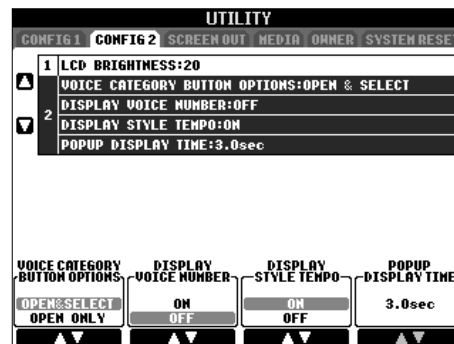 UTILITY
CONFIG 1 CONFIG 2 SCREEN OUT MEDIA OWNER SYSTEM RESE
1 LCD BRIGHTNESS:20
VOICE CATEGORY BUTTON OPTIONS:OPEN & SELECT
DISPLAY VOICE NUMBER:OFF
2 DISPLAY STYLE TEMPO:ON
POPUP DISPLAY TIME:3.0sec
VOICE CATEGORY BUTTON OPTIONS
OPEN&SELECT
OPEN ONLY
DISPLAY VOICE NUMBER
ON
OFF
DISPLAY STYLE TEMPO
ON
OFF
POPUP DISPLAY TIME
3.0sec